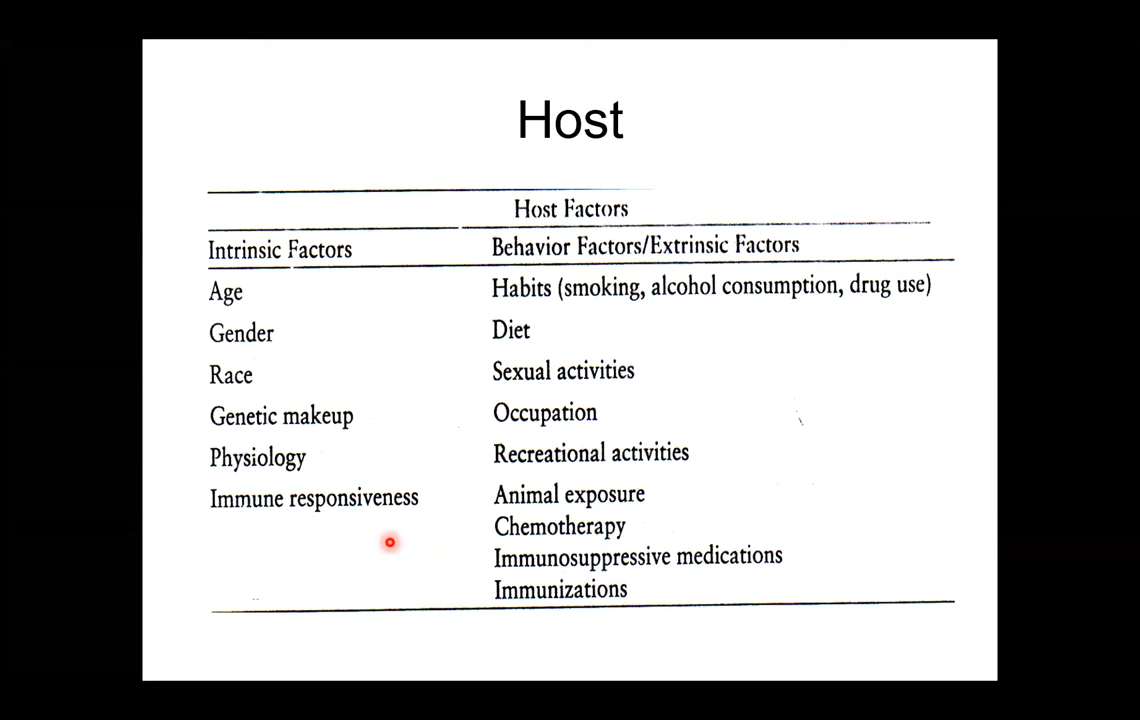 Host
Host Factors
Intrinsic Factors Behavior Factors/Extrinsic Factors
Age Habits (smoking, alcohol consumption, drug use)
Gender Diet
Race Sexual activities
Genetic makeup Occupation
Physiology Recreational activities
Immune responsiveness Animal exposure
Chemotherapy
Immunosuppressive medications
Immunizations